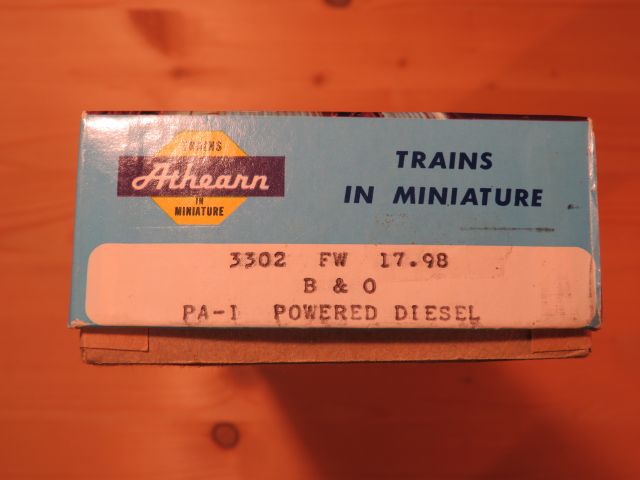 TRAINS
Athearn
IN
MINIATURE
TRAINS
IN MINIATURE
3302 FW 17.98
B & O
PA-1 POWERED DIESEL